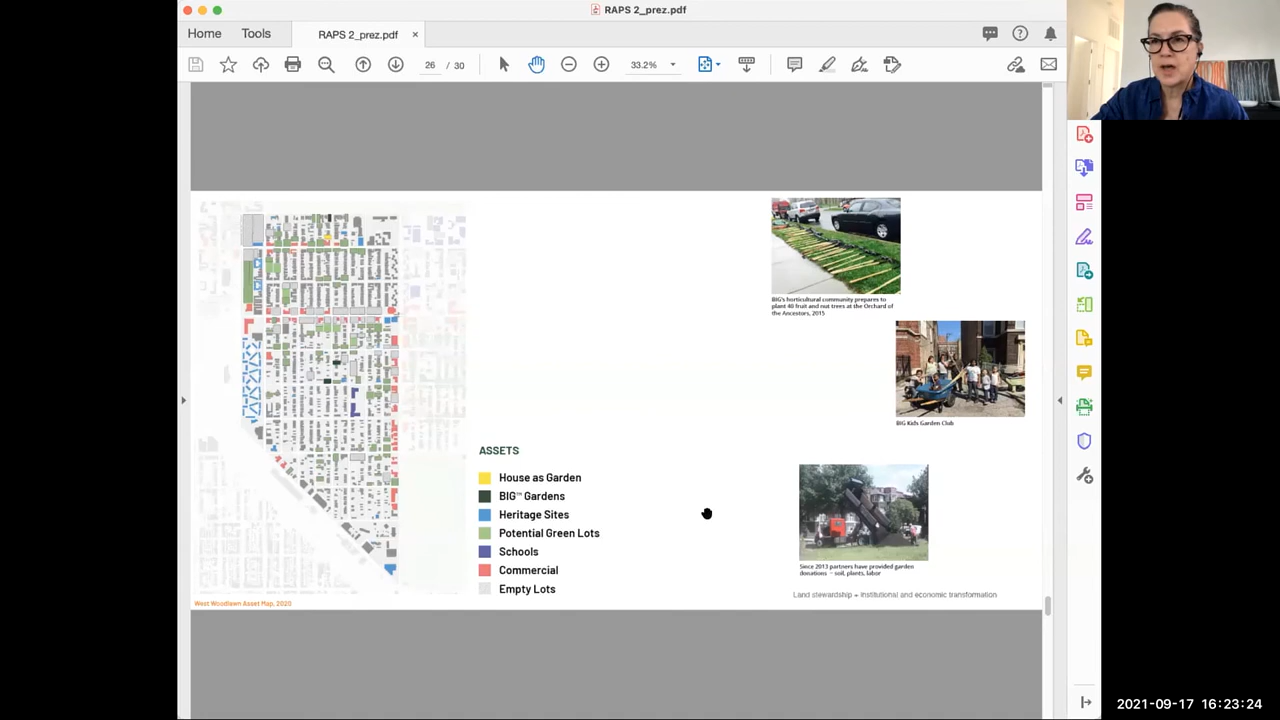 RAPS 2_prez.pdf
Home
Tools
RAPS 2_prez.pdf
26 / 30
33.2%
BIG's horticultural community prepares to
plant 40 fruit and nut trees at the Orchard of
the Ancestors, 2015
BIG Kids Garden Club
ASSETS
House as Garden
BIG™ Gardens
Heritage Sites
Potential Green Lots
Schools
Commercial
Empty Lots
Since 2013 partners have provided garden
donations – soil, plants, labor
Land stewardship + institutional and economic transformation
West Woodlawn Asset Map, 2020
2021-09-17 16:23:24